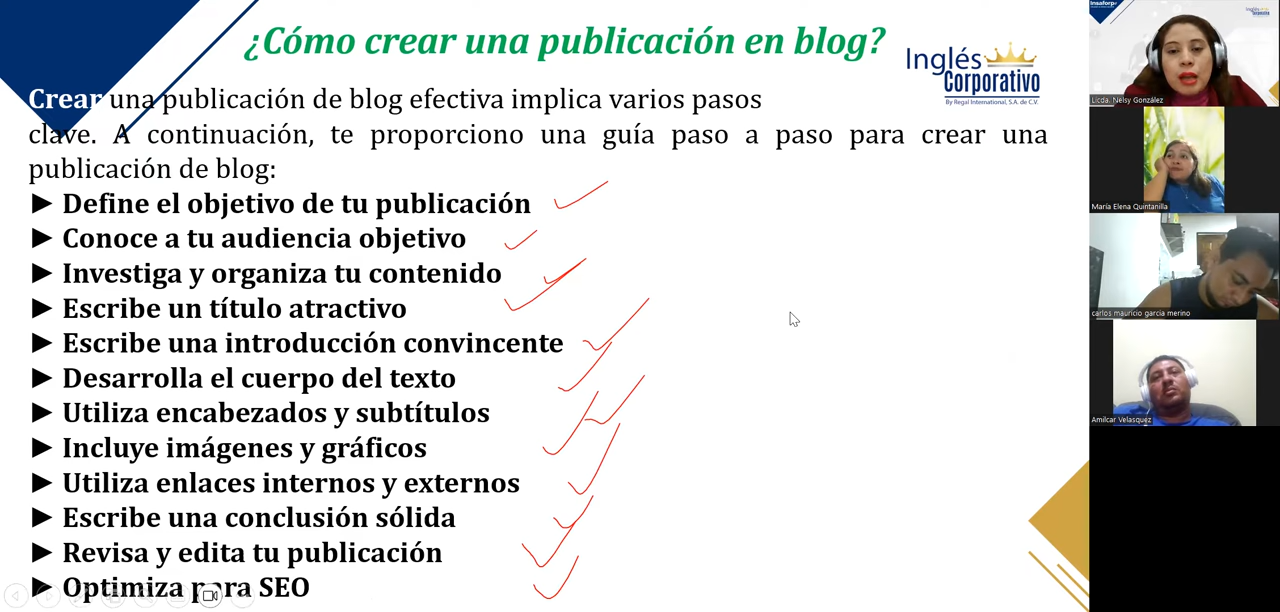 ¿Cómo crear una publicación en blog?
Inglés
Corporativo
By Regal International, S.A. de C.V.
Crear una publicación de blog efectiva implica varios pasos
clave. A continuación, te proporciono una guía paso a paso para crear una
publicación de blog:
► Define el objetivo de tu publicación
► Conoce a tu audiencia objetivo
► Investiga y organiza tu contenido
► Escribe un título atractivo
► Escribe una introducción convincente
► Desarrolla el cuerpo del texto
► Utiliza encabezados y subtítulos
► Incluye imágenes y gráficos
► Utiliza enlaces internos y externos
► Escribe una conclusión sólida
► Revisa y edita tu publicación
► Optimiza para SEO
Insaforp
Inglés
Corporativo
Licda. Nelsy González
María Elena Quintanilla
carlos mauricio garcia merino
Amilcar Velasquez